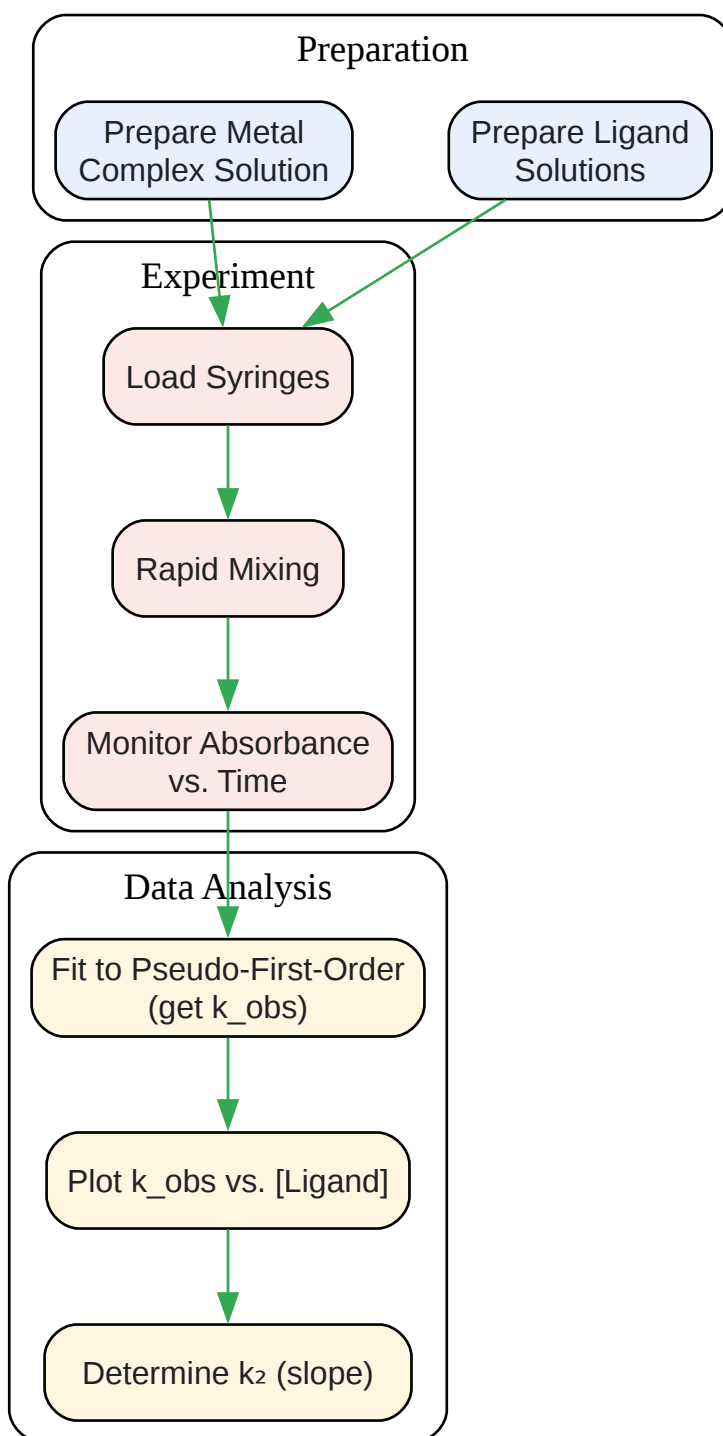 Preparation
Prepare Metal
Complex Solution
Prepare Ligand
Solutions
Experiment
Load Syringes
Rapid Mixing
Monitor Absorbance
vs. Time
Data Analysis
Fit to Pseudo-First-Order
(get k_obs)
Plot k_obs vs. [Ligand]
Determine k₂ (slope)